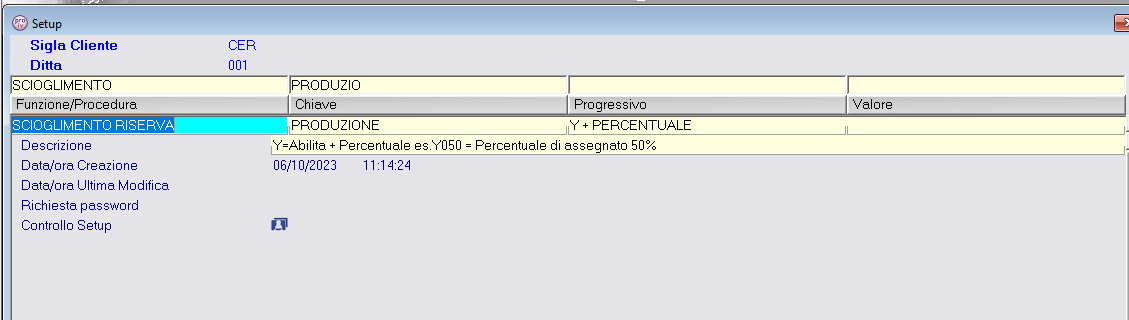 Setup
Sigla Cliente CER
Ditta 001
SCIOGLIMENTO PRODUZIO
Funzione/Procedura Chiave Progressivo Valore
SCIOGLIMENTO RISERVA PRODUZIONE Y + PERCENTUALE
Descrizione Y=Abilita + Percentuale es.Y050 = Percentuale di assegnato 50%
Data/ora Creazione 06/10/2023 11:14:24
Data/ora Ultima Modifica
Richiesta password
Controllo Setup